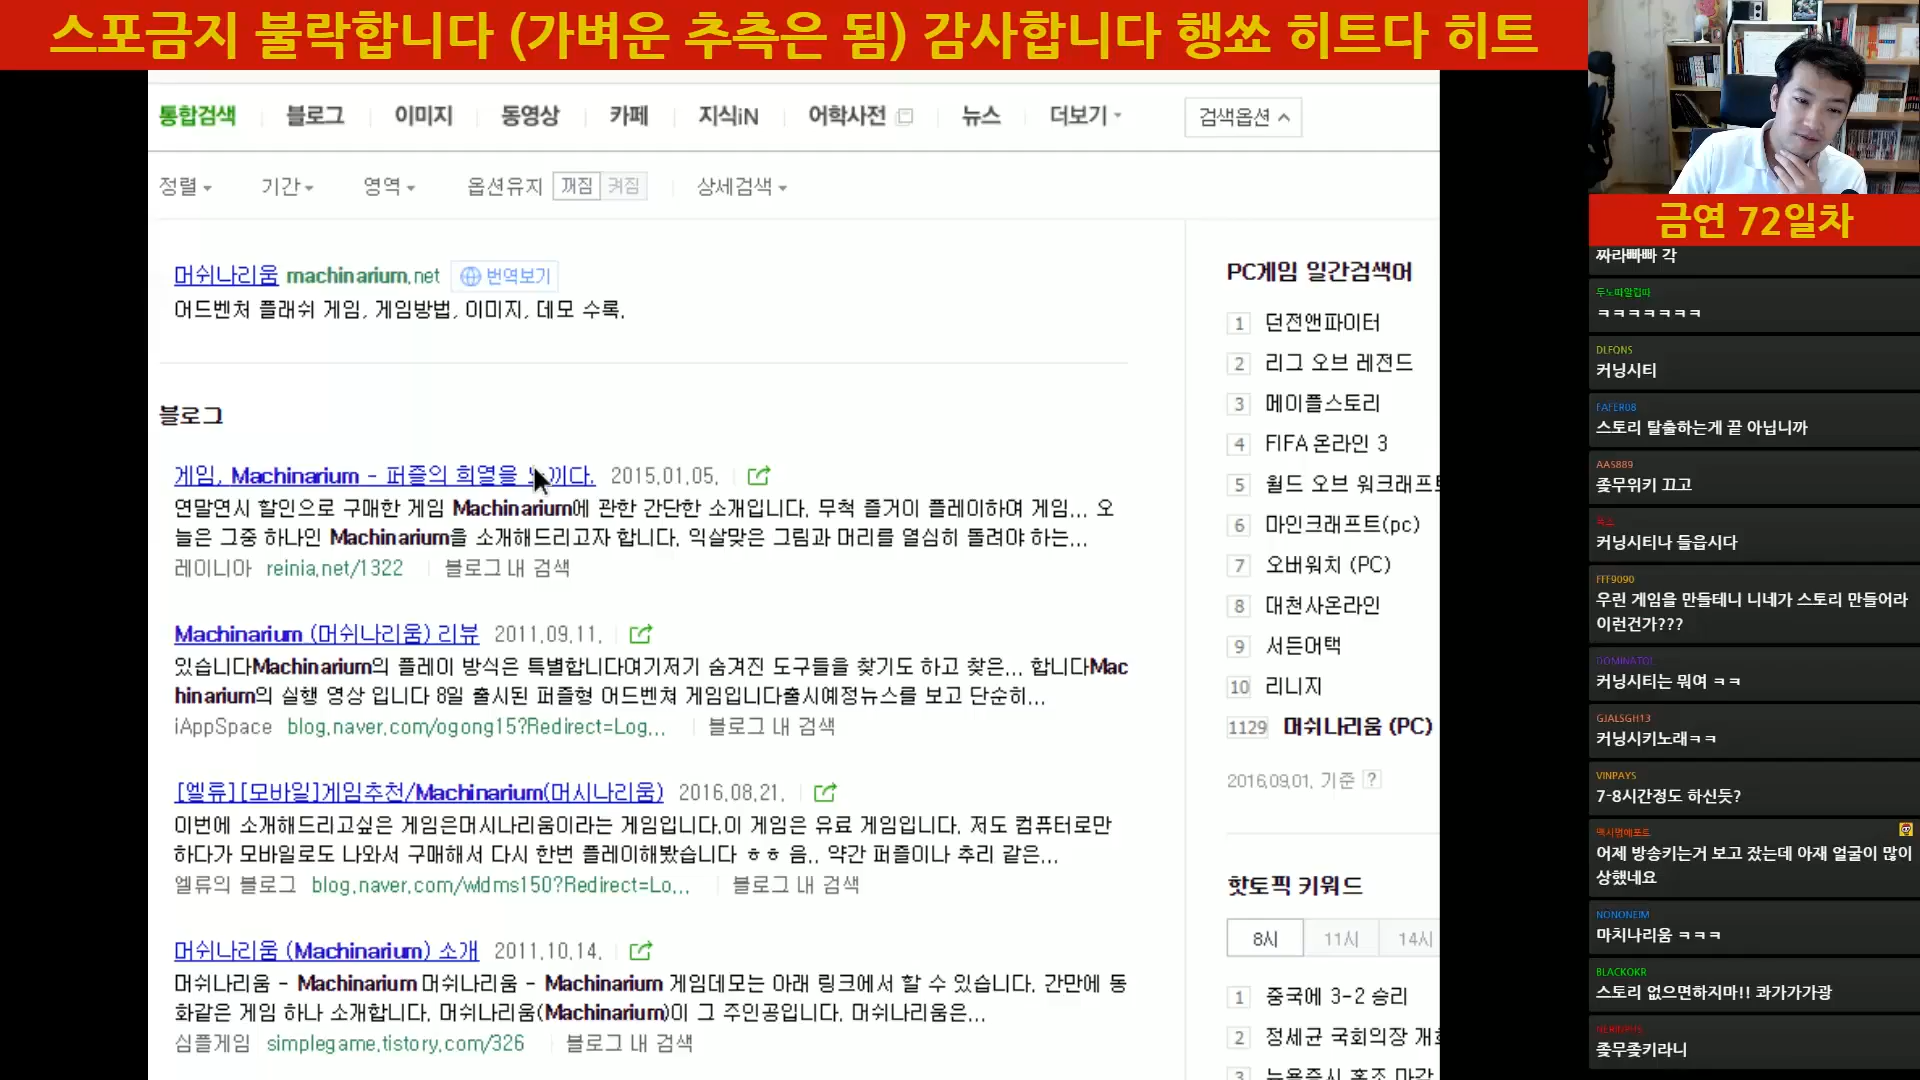 스포금지 불락합니다 (가벼운 추측은 됨) 감사합니다 행쑈 히트다 히트
통합검색 블로그 이미지 동영상 카페 지식iN 어학사전 뉴스 더보기 검색옵션
정렬 기간 영역 옵션유지 꺼짐 켜짐 상세검색
머쉬나리움 machinarium.net 번역보기
어드벤처 플래쉬 게임, 게임방법, 이미지, 데모 수록.
블로그
게임, Machinarium - 퍼즐의 희열을 2015.01.05.
연말연시 할인으로 구매한 게임 Machinarium에 관한 간단한 소개입니다. 무척 즐거이 플레이하여 게임... 오
늘은 그중 하나인 Machinarium을 소개해드리고자 합니다. 익살맞은 그림과 머리를 열심히 돌려야 하는...
레이니아 reinia.net/1322 블로그 내 검색
Machinarium (머쉬나리움) 리뷰 2011.09.11.
있습니다Machinarium의 플레이 방식은 특별합니다여기저기 숨겨진 도구들을 찾기도 하고 찾은... 합니다Mac
hinarium의 실행 영상 입니다 8일 출시된 퍼즐형 어드벤쳐 게임입니다출시예정뉴스를 보고 단순히...
iAppSpace blog.naver.com/ogong15?Redirect=Log... 블로그 내 검색
[엘류][모바일]게임추천/Machinarium(머시나리움) 2016.08.21.
이번에 소개해드리고싶은 게임은머시나리움이라는 게임입니다.이 게임은 유료 게임입니다. 저도 컴퓨터로만
하다가 모바일로도 나와서 구매해서 다시 한번 플레이해봤습니다 ㅎㅎ 음.. 약간 퍼즐이나 추리 같은...
엘류의 블로그 blog.naver.com/wldms150?Redirect=Lo... 블로그 내 검색
머쉬나리움 (Machinarium) 소개 2011.10.14.
머쉬나리움 - Machinarium 머쉬나리움 - Machinarium 게임데모는 아래 링크에서 할 수 있습니다. 간만에 동
화같은 게임 하나 소개합니다. 머쉬나리움(Machinarium)이 그 주인공입니다. 머쉬나리움은...
심플게임 simplegame.tistory.com/326 블로그 내 검색
PC게임 일간검색어
1 던전앤파이터
2 리그 오브 레전드
3 메이플스토리
4 FIFA 온라인 3
5 월드 오브 워크래프트
6 마인크래프트(pc)
7 오버워치 (PC)
8 대천사온라인
9 서든어택
10 리니지
1129 머쉬나리움 (PC)
2016.09.01. 기준 ?
핫토픽 키워드
8시 11시 14시
1 중국에 3-2 승리
2 정세균 국회의장 개회
3
금연 72일차
짜라빠빠 각
두노따알립따
ㅋㅋㅋㅋㅋㅋㅋ
DLFQNS
커닝시티
FAFER08
스토리 탈출하는게 끝 아닙니까
AAS889
좆무위키 끄고
커닝시티나 들읍시다
FFF9090
우린 게임을 만들테니 니네가 스토리 만들어라
이런건가???
DOMINATOL
커닝시티는 뭐여 ㅋㅋ
GJALSGH13
커닝시키노래ㅋㅋ
VINPAYS
7-8시간정도 하신듯?
어제 방송키는거 보고 잤는데 아재 얼굴이 많이
상했네요
NONONEIM
마치나리움 ㅋㅋㅋ
BLACKOKR
스토리 없으면하지마!! 콰가가가광
좆무좆키라니